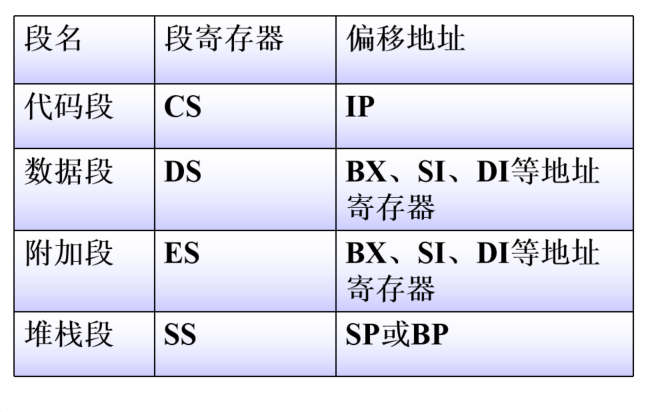 段名 段寄存器 偏移地址
代码段 CS IP
数据段 DS BX、SI、DI等地址
寄存器
附加段 ES BX、SI、DI等地址
寄存器
堆栈段 SS SP或BP